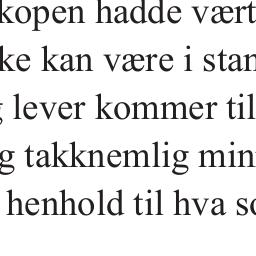 kopen hadde vært
ke kan være i stan
g lever kommer til
g takknemlig min
henhold til hva so